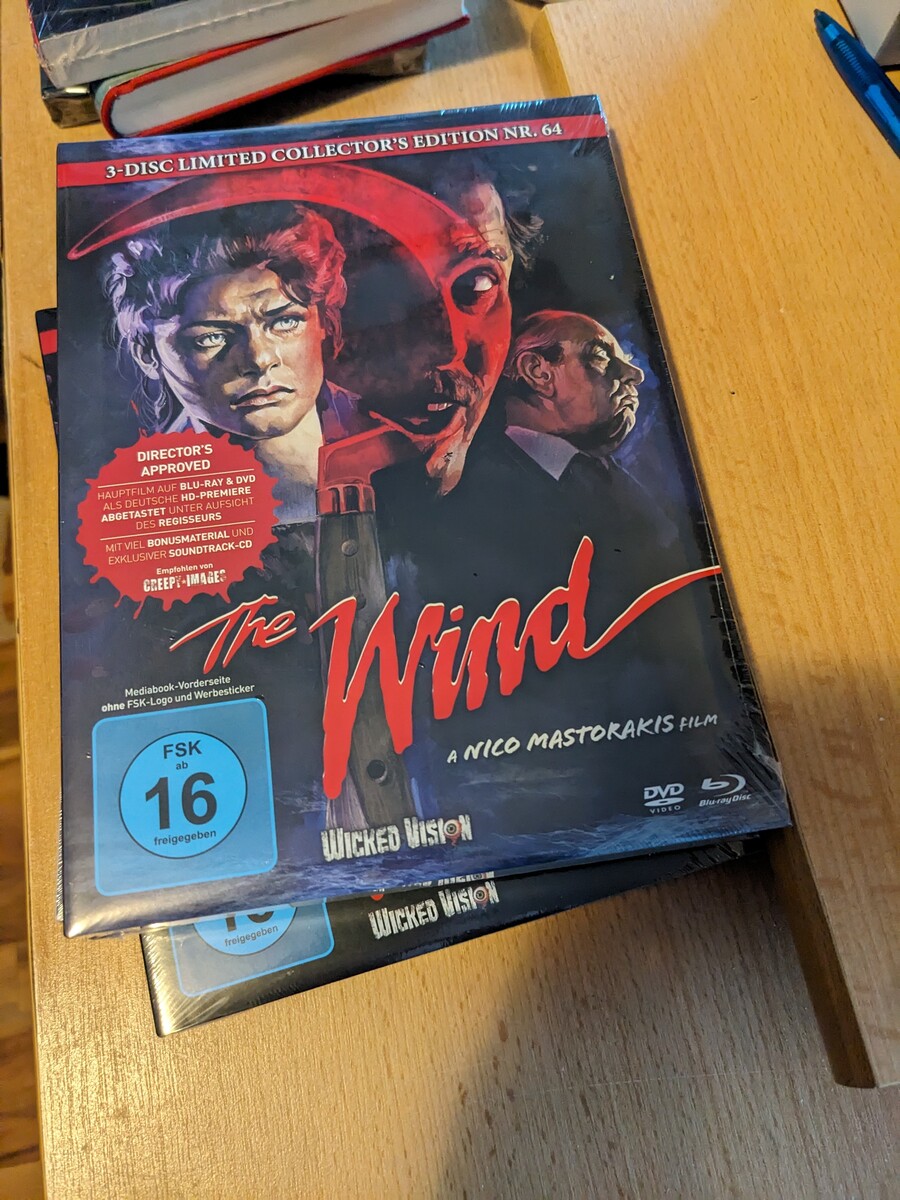 3-DISC LIMITED COLLECTOR'S EDITION NR. 64
DIRECTOR'S
APPROVED
HAUPTFILM AUF BLU-RAY & DVD
ALS DEUTSCHE HD-PREMIERE
ABGETASTET UNTER AUFSICHT
DES REGISSEURS
MIT VIEL BONUSMATERIAL UND
EXKLUSIVER SOUNDTRACK-CD
Empfohlen von
CREEPY-IMAGES
The Wind
Mediabook-Vorderseite
ohne FSK-Logo und Werbesticker
A NICO MASTORAKIS FILM
FSK
ab
16
freigegeben
DVD
VIDEO
Blu-ray Disc
WICKED VISION
freigegeben
WICKED VISION